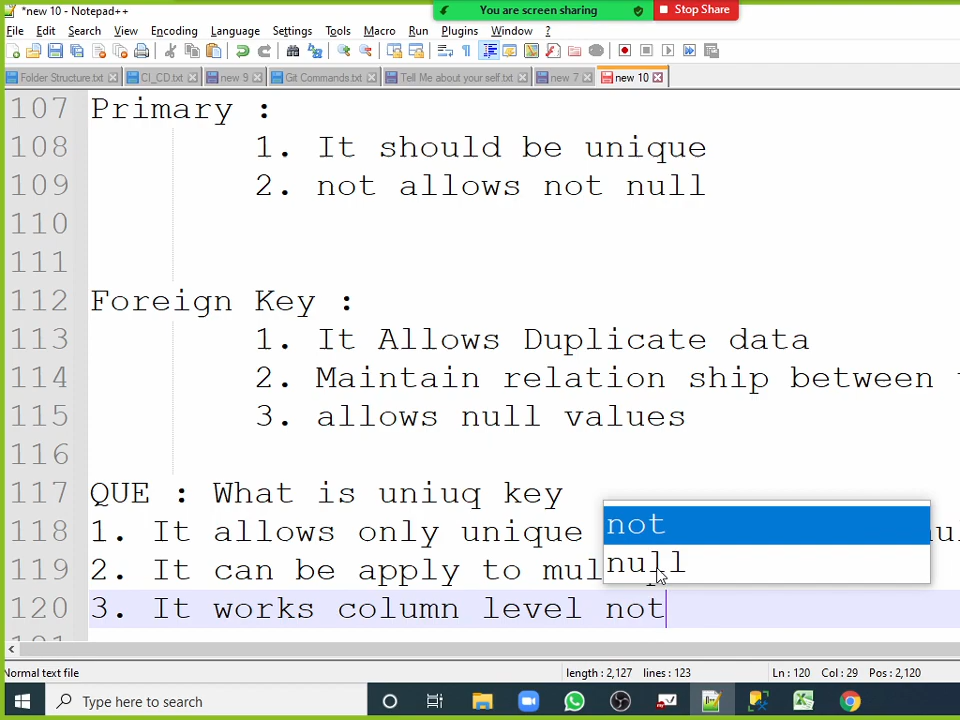 *new 10 - Notepad++
You are screen sharing
Stop Share
File Edit Search View Encoding Language Settings Tools Macro Run Plugins Window ?
Folder Structure.txt CI_CD.txt new 9 Git Commands.txt Tell Me about your self.txt new 7 new 10
107 Primary :
108 1. It should be unique
109 2. not allows not null
110
111
112 Foreign Key :
113 1. It Allows Duplicate data
114 2. Maintain relation ship between
115 3. allows null values
116
117 QUE : What is uniuq key
118 1. It allows only unique
not
null
119 2. It can be apply to mul
120 3. It works column level not
Normal text file length : 2,127 lines : 123 Ln : 120 Col : 29 Pos : 2,120
Type here to search